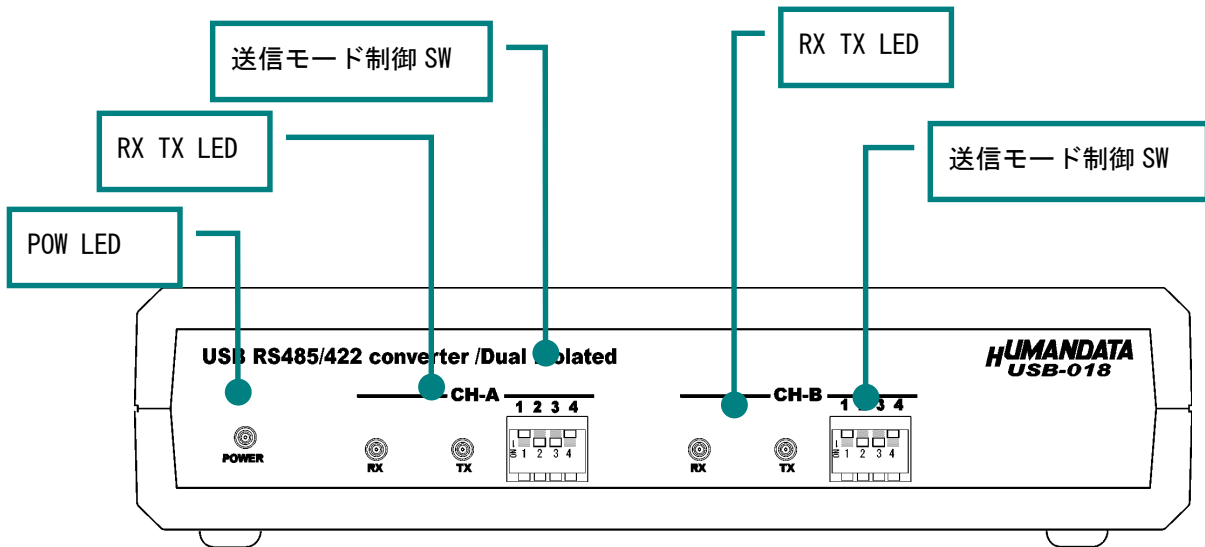 送信モード制御 SW
RX TX LED
RX TX LED
送信モード制御 SW
POW LED
USB RS485/422 converter /Dual Isolated
HUMANDATA
USB-018
CH-A
CH-B
1 2 3 4
1 2 3 4
ON
1 2 3 4
ON
1 2 3 4
POWER
RX
TX
RX
TX